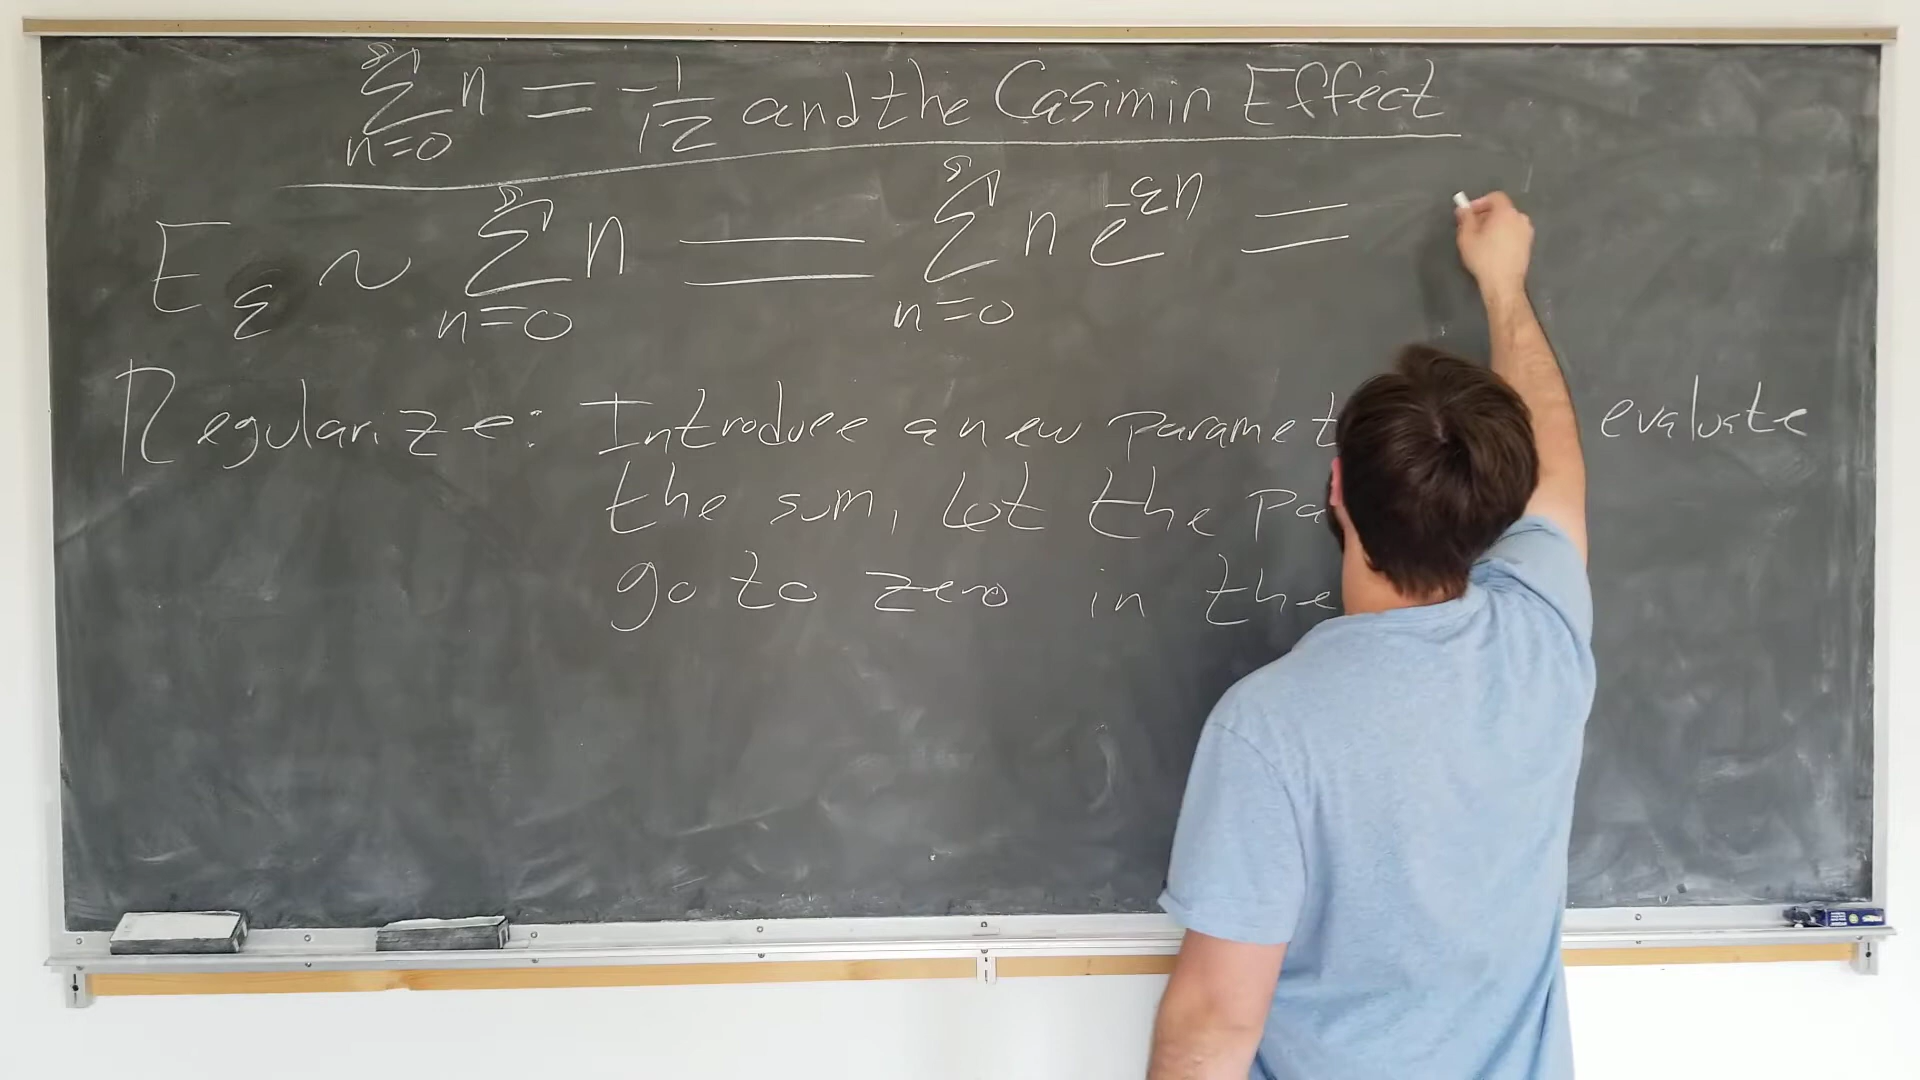 ∞ ∑ n=0 n = -1/12 and the Casimir Effect
E_ε ~ ∞ ∑ n=0 n = ∞ ∑ n=0 n e^-εn =
Regularize: Introduce a new paramet evaluate
the sum, let the pa
go to zero in the